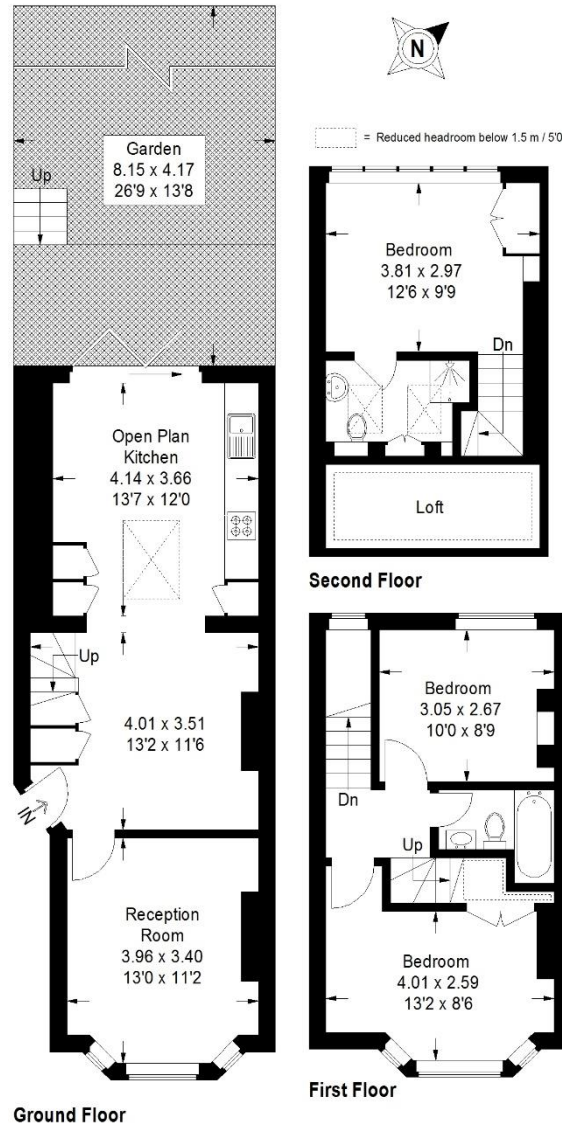 N
= Reduced headroom below 1.5 m / 5'0
Garden
8.15 x 4.17
26'9 x 13'8
Up
Bedroom
3.81 x 2.97
12'6 x 9'9
Dn
Loft
Second Floor
Open Plan
Kitchen
4.14 x 3.66
13'7 x 12'0
Up
4.01 x 3.51
13'2 x 11'6
IN
Reception
Room
3.96 x 3.40
13'0 x 11'2
Ground Floor
Bedroom
3.05 x 2.67
10'0 x 8'9
Dn
Up
Bedroom
4.01 x 2.59
13'2 x 8'6
First Floor